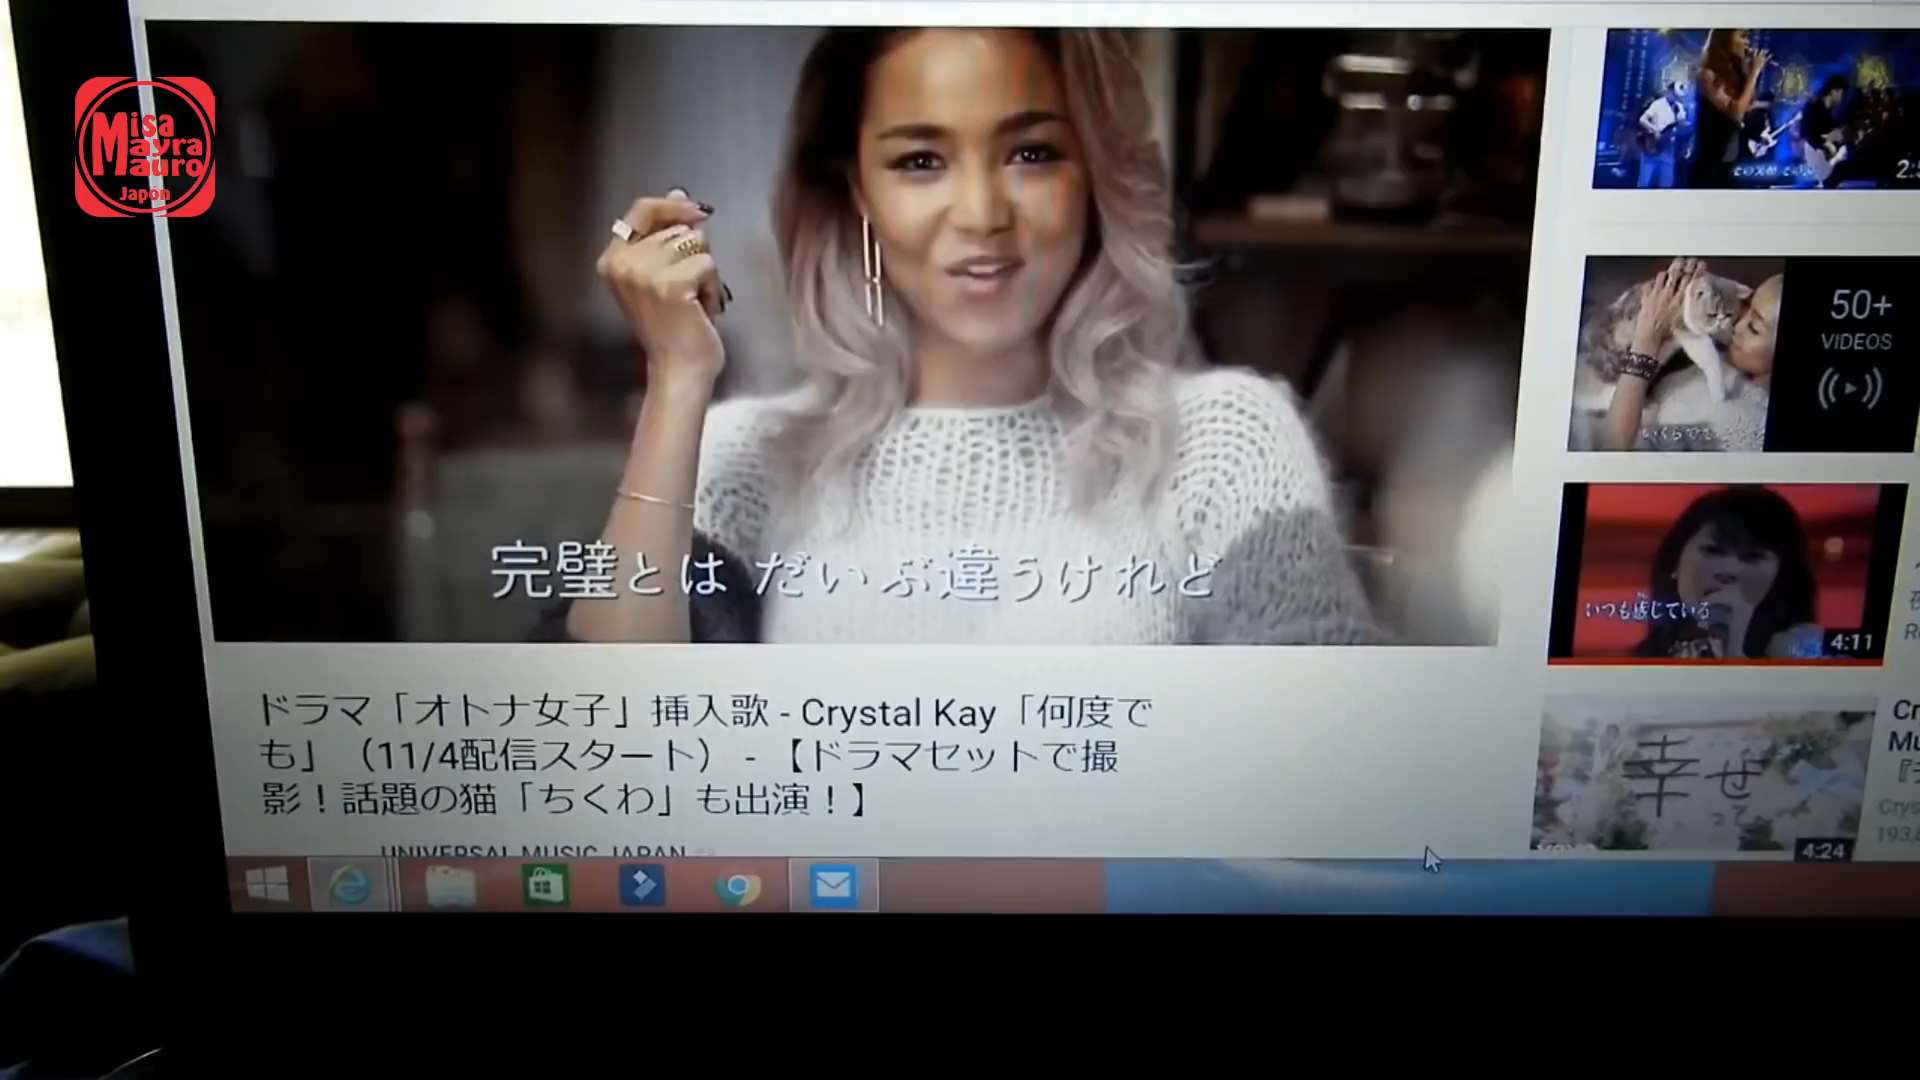 Misa
Mayra
Mauro
Japón
完璧とは だいぶ違うけれど
ドラマ「オトナ女子」挿入歌 - Crystal Kay「何度で
も」（11/4配信スタート） - 【ドラマセットで撮
影！話題の猫「ちくわ」も出演！】
UNIVERSAL MUSIC JAPAN
50+
VIDEOS
いつも感じている
4:11
幸せ
って
4:24